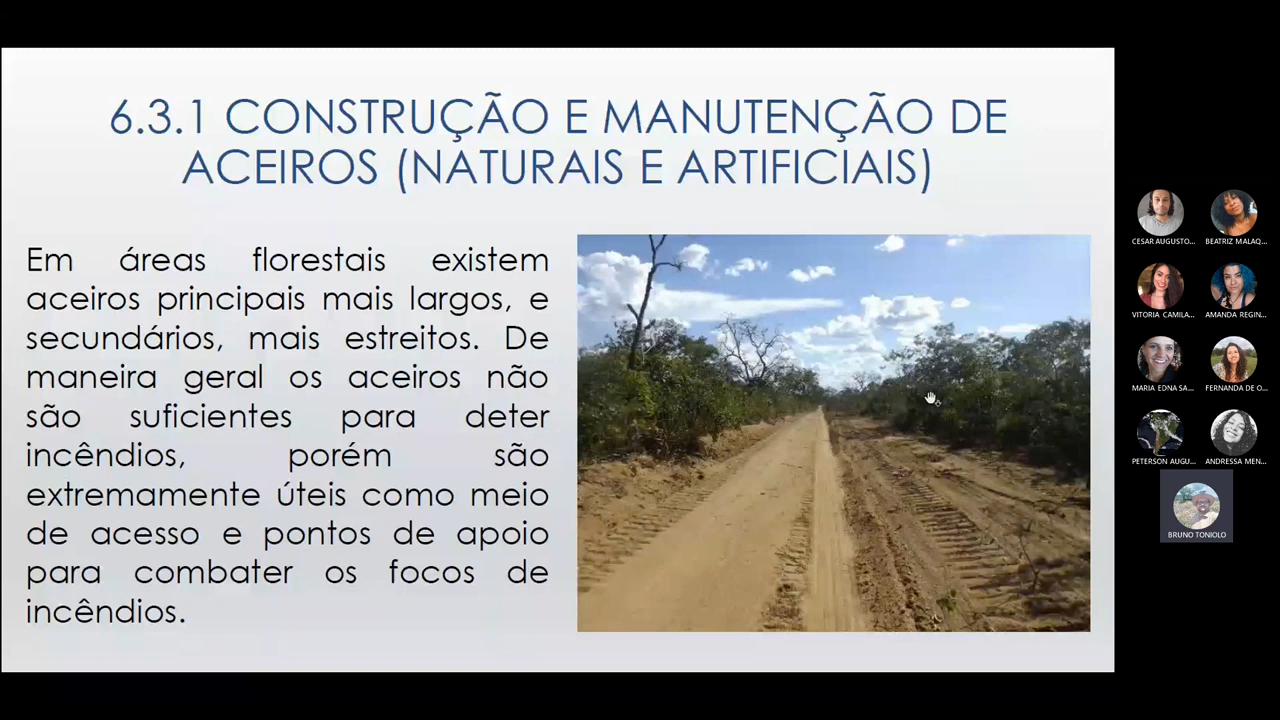 6.3.1 CONSTRUÇÃO E MANUTENÇÃO DE
ACEIROS (NATURAIS E ARTIFICIAIS)
Em áreas florestais existem
aceiros principais mais largos, e
secundários, mais estreitos. De
maneira geral os aceiros não
são suficientes para deter
incêndios, porém são
extremamente úteis como meio
de acesso e pontos de apoio
para combater os focos de
incêndios.
CESAR AUGUSTO...
BEATRIZ MALAQ...
VITORIA CAMILA...
AMANDA REGIN...
MARIA EDNA SA...
FERNANDA DE O...
PETERSON AUGU...
ANDRESSA MEN...
BRUNO TONIOLO